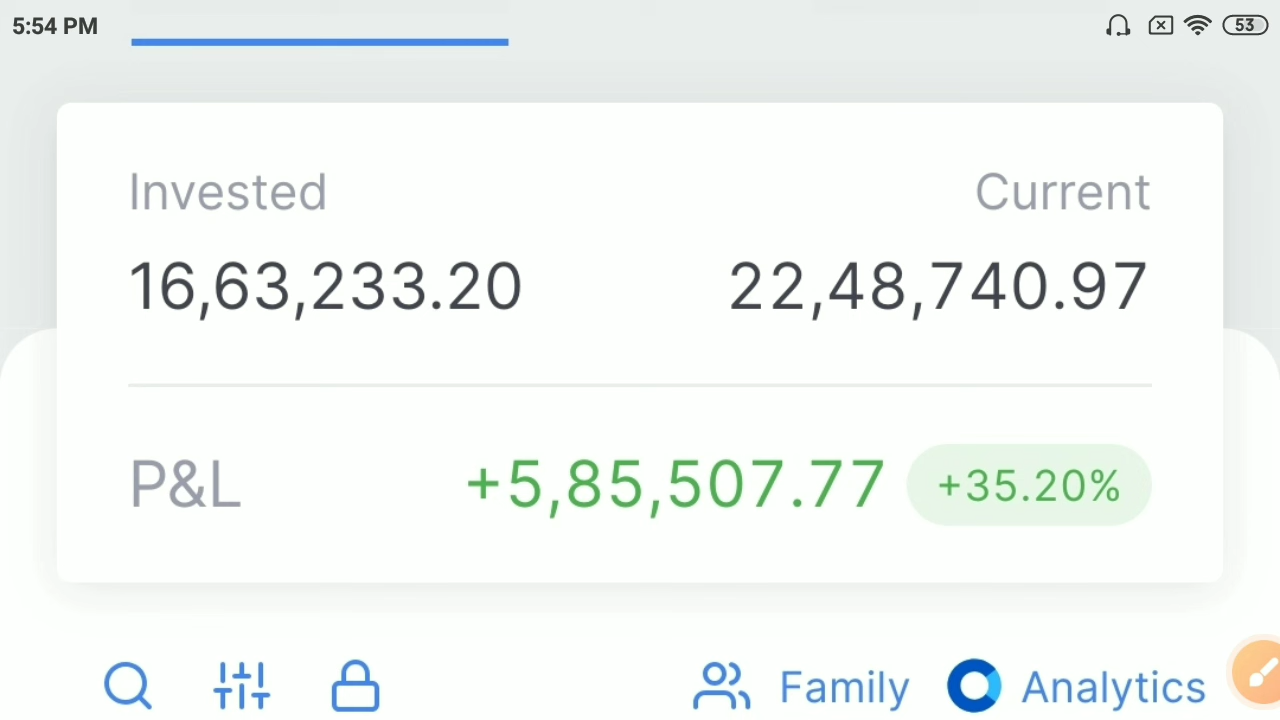 5:54 PM 53
Invested Current
16,63,233.20 22,48,740.97
P&L +5,85,507.77 +35.20%
Family Analytics